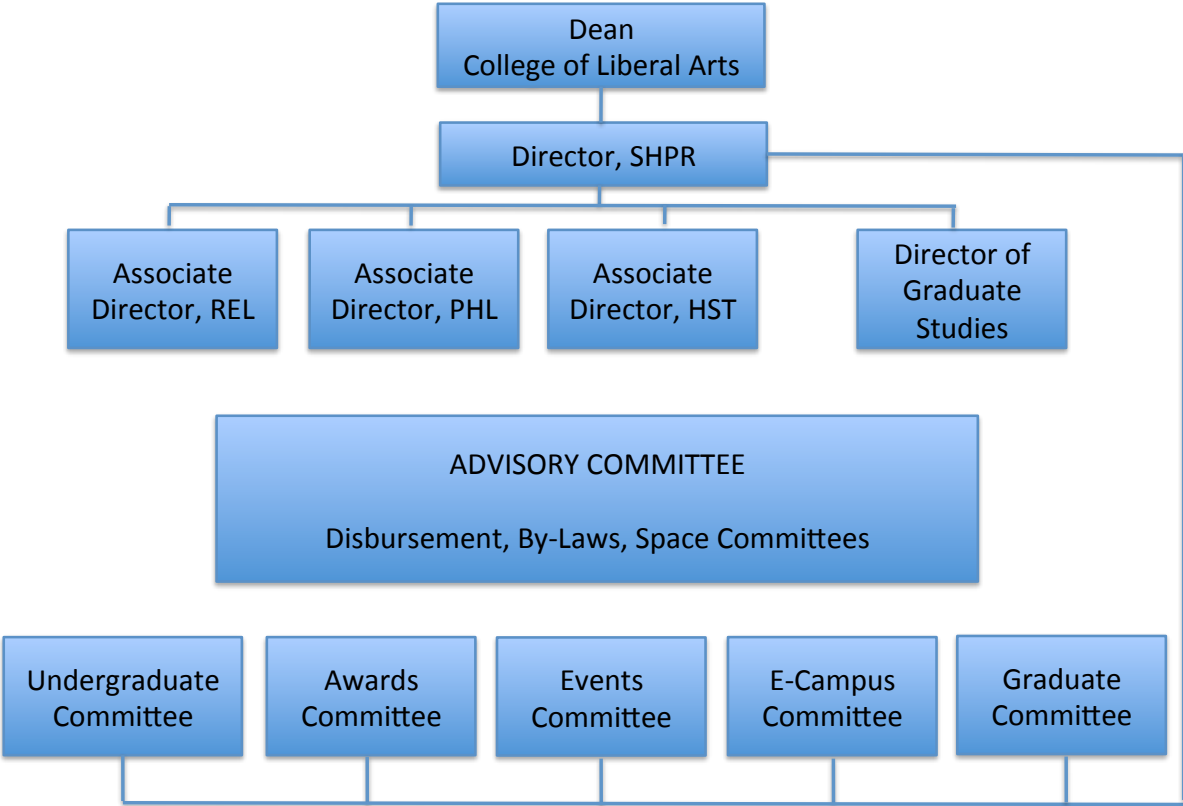 Dean
College of Liberal Arts
Director, SHPR
Associate
Director, REL
Associate
Director, PHL
Associate
Director, HST
Director of
Graduate
Studies
ADVISORY COMMITTEE
Disbursement, By-Laws, Space Committees
Undergraduate
Committee
Awards
Committee
Events
Committee
E-Campus
Committee
Graduate
Committee